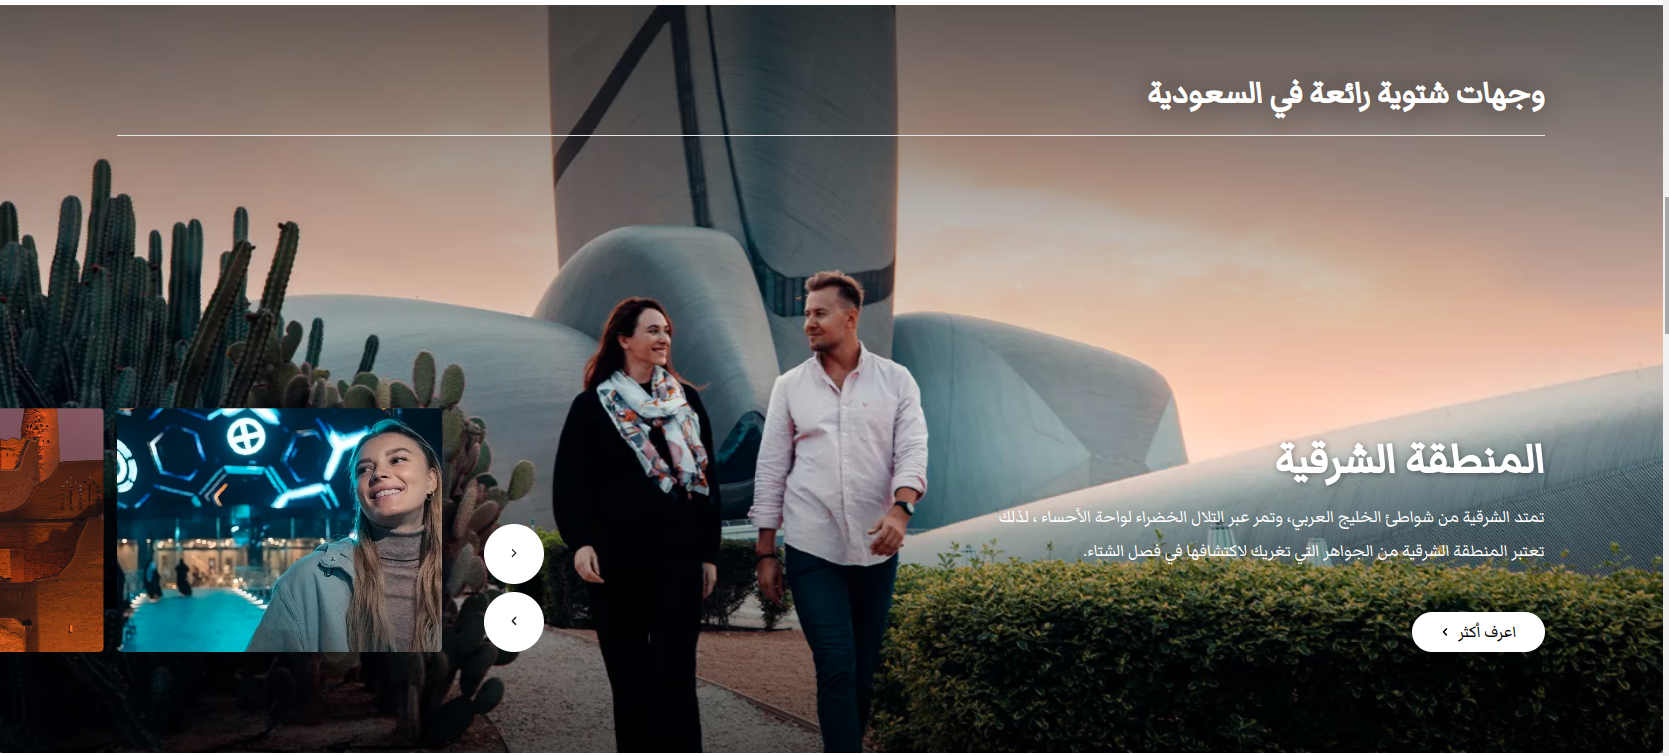 وجهات شتوية رائعة في السعودية
المنطقة الشرقية
تمتد الشرقية من شواطئ الخليج العربي، وتمر عبر التلال الخضراء لواحة الأحساء ، لذلك
تعتبر المنطقة الشرقية من الجواهر التي تغريك لاكتشافها في فصل الشتاء.
اعرف أكثر